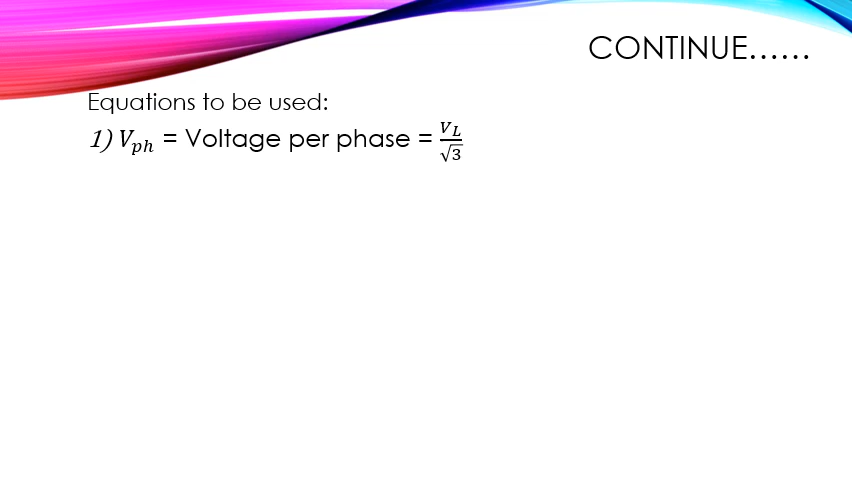 CONTINUE……
Equations to be used:
1) V_ph = Voltage per phase = V_L/√3